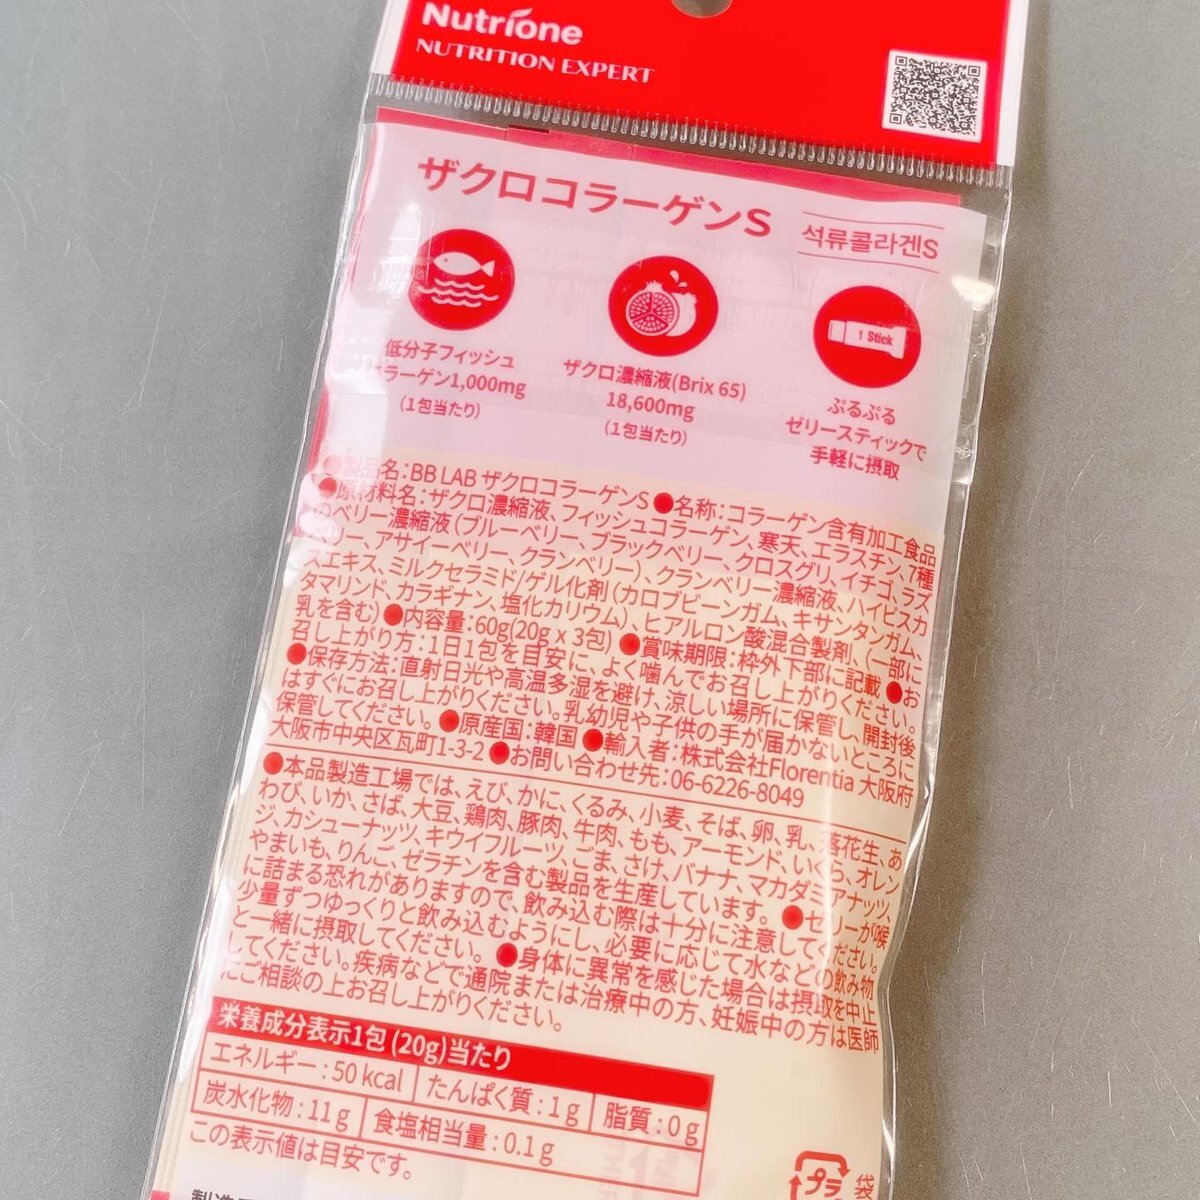 Nutrione
NUTRITION EXPERT
ザクロコラーゲンS
석류콜라겐S
低分子フィッシュ
コラーゲン1,000mg
(1包当たり)
ザクロ濃縮液(Brix 65)
18,600mg
(1包当たり)
1 Stick
ぷるぷる
ゼリースティックで
手軽に摂取
●製品名:BB LAB ザクロコラーゲンS ●名称:コラーゲン含有加工食品
●原材料名:ザクロ濃縮液、フィッシュコラーゲン、寒天、エラスチン、7種
のベリー濃縮液(ブルーベリー、ブラックベリー、クロスグリ、イチゴ、ラズ
ベリー、アサイーベリー、クランベリー)、クランベリー濃縮液、ハイビスカ
スエキス、ミルクセラミド/ゲル化剤(カロブビーンガム、キサンタンガム、
タマリンド、カラギナン、塩化カリウム)、ヒアルロン酸混合製剤、(一部に
乳を含む) ●内容量:60g(20g x 3包) ●賞味期限:枠外下部に記載 ●お
召し上がり方:1日1包を目安に、よく噛んでお召し上がりください。
●保存方法:直射日光や高温多湿を避け、涼しい場所に保管し、開封後
はすぐにお召し上がりください。乳幼児や子供の手が届かないところに
保管してください。 ●原産国:韓国 ●輸入者:株式会社Florentia 大阪府
大阪市中央区瓦町1-3-2 ●お問い合わせ先:06-6226-8049
●本品製造工場では、えび、かに、くるみ、小麦、そば、卵、乳、落花生、あ
わび、いか、さば、大豆、鶏肉、豚肉、牛肉、もも、アーモンド、いくら、オレン
ジ、カシューナッツ、キウイフルーツ、ごま、さけ、バナナ、マカダミアナッツ、
やまいも、りんご、ゼラチンを含む製品を生産しています。 ●ゼリーが喉
に詰まる恐れがありますので、飲み込む際は十分に注意してください。
少量ずつゆっくりと飲み込むようにし、必要に応じて水などの飲み物
と一緒に摂取してください。 ●身体に異常を感じた場合は摂取を中止
してください。疾病などで通院または治療中の方、妊娠中の方は医師
にご相談の上お召し上がりください。
栄養成分表示1包 (20g)当たり
エネルギー:50 kcal たんぱく質:1 g 脂質:0 g
炭水化物:11 g 食塩相当量:0.1 g
この表示値は目安です。
プラ
袋